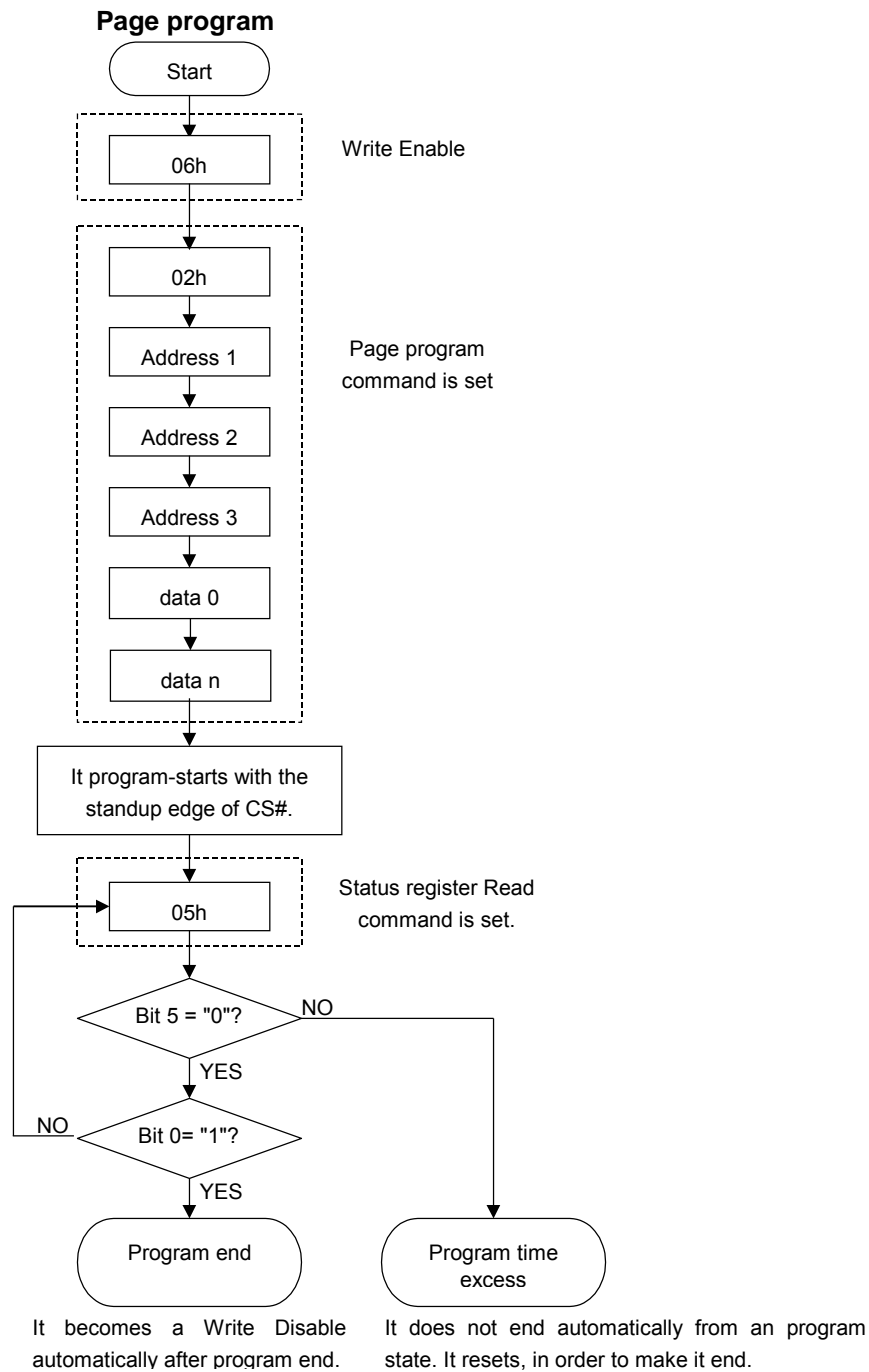 Page program
Start
06h
Write Enable
02h
Address 1
Page program
command is set
Address 2
Address 3
data 0
data n
It program-starts with the
standup edge of CS#.
05h
Status register Read
command is set.
Bit 5 = "0"?
NO
YES
NO
Bit 0= "1"?
YES
Program end
Program time
excess
It becomes a Write Disable
automatically after program end.
It does not end automatically from an program
state. It resets, in order to make it end.